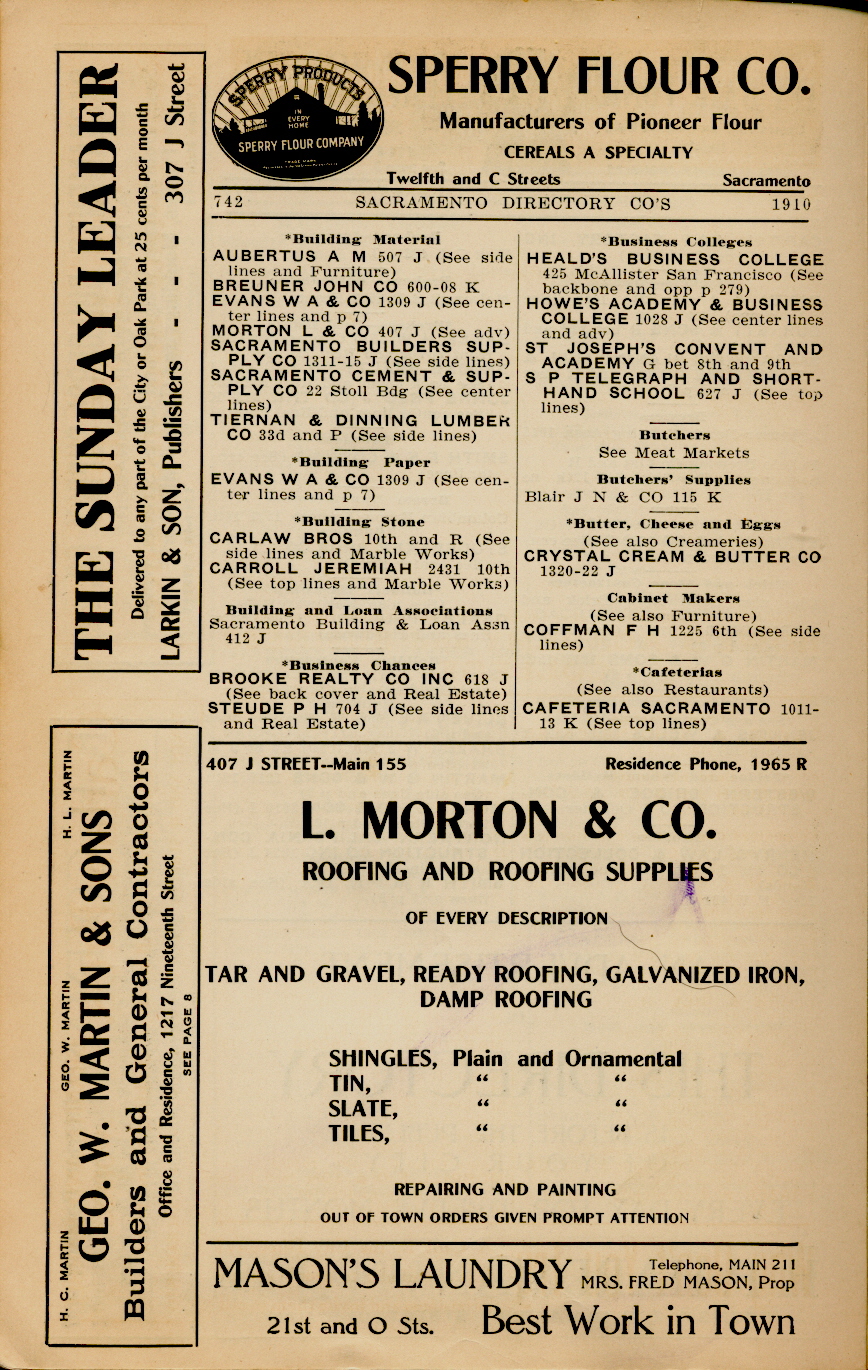 SPERRY PRODUCTS
IN
EVERY
HOME
SPERRY FLOUR COMPANY
TRADE MARK
SPERRY FLOUR CO.
Manufacturers of Pioneer Flour
CEREALS A SPECIALTY
Twelfth and C Streets Sacramento
742 SACRAMENTO DIRECTORY CO'S 1910
*Building Material
AUBERTUS A M 507 J (See side
lines and Furniture)
BREUNER JOHN CO 600-08 K
EVANS W A & CO 1309 J (See cen-
ter lines and p 7)
MORTON L & CO 407 J (See adv)
SACRAMENTO BUILDERS SUP-
PLY CO 1311-15 J (See side lines)
SACRAMENTO CEMENT & SUP-
PLY CO 22 Stoll Bdg (See center
lines)
TIERNAN & DINNING LUMBER
CO 33d and P (See side lines)
*Building Paper
EVANS W A & CO 1309 J (See cen-
ter lines and p 7)
*Building Stone
CARLAW BROS 10th and R (See
side lines and Marble Works)
CARROLL JEREMIAH 2431 10th
(See top lines and Marble Works)
Building and Loan Associations
Sacramento Building & Loan Assn
412 J
*Business Chances
BROOKE REALTY CO INC 618 J
(See back cover and Real Estate)
STEUDE P H 704 J (See side lines
and Real Estate)
*Business Colleges
HEALD'S BUSINESS COLLEGE
425 McAllister San Francisco (See
backbone and opp p 279)
HOWE'S ACADEMY & BUSINESS
COLLEGE 1028 J (See center lines
and adv)
ST JOSEPH'S CONVENT AND
ACADEMY G bet 8th and 9th
S P TELEGRAPH AND SHORT-
HAND SCHOOL 627 J (See top
lines)
Butchers
See Meat Markets
Butchers' Supplies
Blair J N & CO 115 K
*Butter, Cheese and Eggs
(See also Creameries)
CRYSTAL CREAM & BUTTER CO
1320-22 J
Cabinet Makers
(See also Furniture)
COFFMAN F H 1225 6th (See side
lines)
*Cafeterias
(See also Restaurants)
CAFETERIA SACRAMENTO 1011-
13 K (See top lines)
THE SUNDAY LEADER
Delivered to any part of the City or Oak Park at 25 cents per month
LARKIN & SON, Publishers - - - 307 J Street
H. C. MARTIN GEO. W. MARTIN H. L. MARTIN
GEO. W. MARTIN & SONS
Builders and General Contractors
Office and Residence, 1217 Nineteenth Street
SEE PAGE 8
407 J STREET--Main 155 Residence Phone, 1965 R
L. MORTON & CO.
ROOFING AND ROOFING SUPPLIES
OF EVERY DESCRIPTION
TAR AND GRAVEL, READY ROOFING, GALVANIZED IRON,
DAMP ROOFING
SHINGLES, Plain and Ornamental
TIN, “ “
SLATE, “ “
TILES, “ “
REPAIRING AND PAINTING
OUT OF TOWN ORDERS GIVEN PROMPT ATTENTION
MASON'S LAUNDRY
Telephone, MAIN 211
MRS. FRED MASON, Prop
21st and O Sts. Best Work in Town